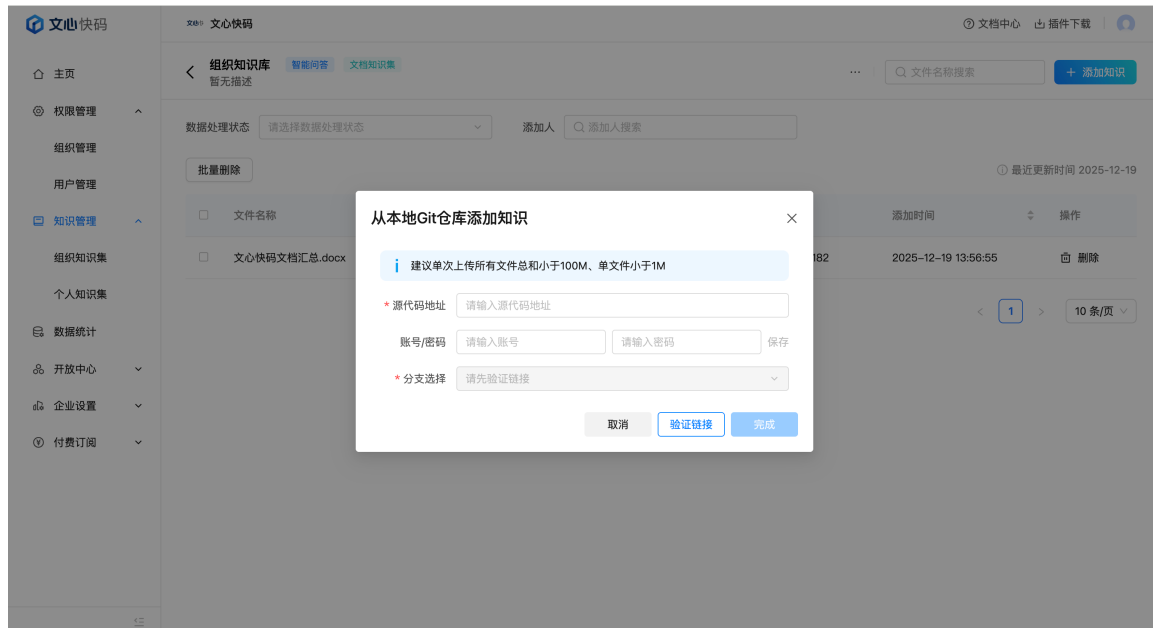 文心快码
文心快码 文心快码
文档中心 插件下载
主页
权限管理
组织管理
用户管理
知识管理
组织知识集
个人知识集
数据统计
开放中心
企业设置
付费订阅
组织知识库 智能问答 文档知识集
暂无描述
... 文件名称搜索 + 添加知识
数据处理状态 请选择数据处理状态 添加人 添加人搜索
批量删除 最近更新时间 2025-12-19
文件名称 添加时间 操作
文心快码文档汇总.docx 182 2025-12-19 13:56:55 删除
< 1 > 10 条/页
从本地Git仓库添加知识
建议单次上传所有文件总和小于100M、单文件小于1M
* 源代码地址 请输入源代码地址
账号/密码 请输入账号 请输入密码 保存
* 分支选择 请先验证链接
取消 验证链接 完成